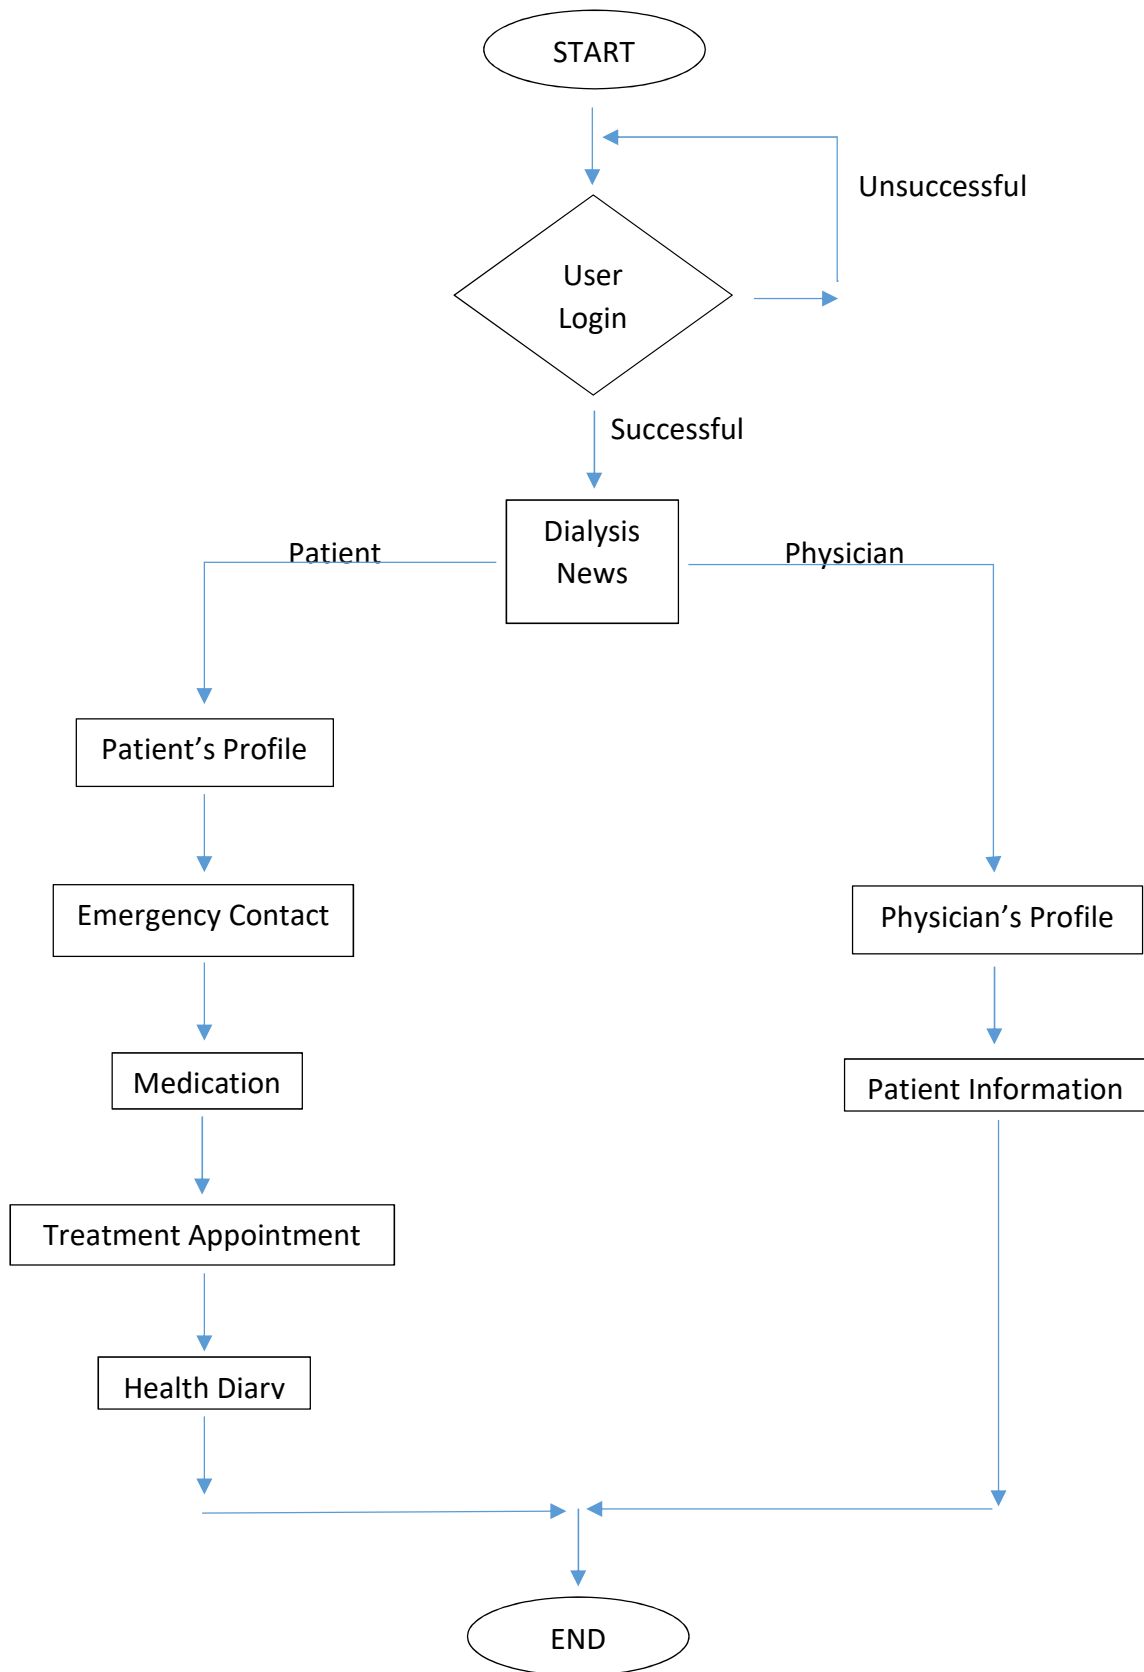 START
Unsuccessful
User
Login
Successful
Dialysis
News
Patient
Physician
Patient’s Profile
Emergency Contact
Physician’s Profile
Medication
Patient Information
Treatment Appointment
Health Diary
END